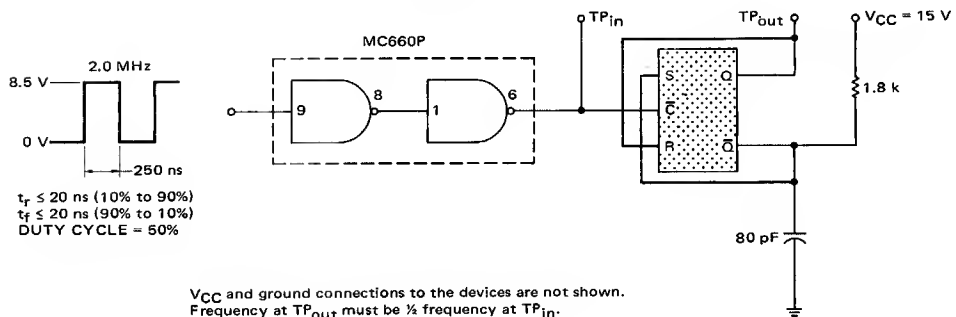 TPin
TPout
VCC = 15 V
MC660P
2.0 MHz
8.5 V
0 V
250 ns
9
8
1
6
S
Q
C̅
R
Q̅
1.8 k
80 pF
tr ≤ 20 ns (10% to 90%)
tf ≤ 20 ns (90% to 10%)
DUTY CYCLE = 50%
VCC and ground connections to the devices are not shown.
Frequency at TPout must be ½ frequency at TPin.